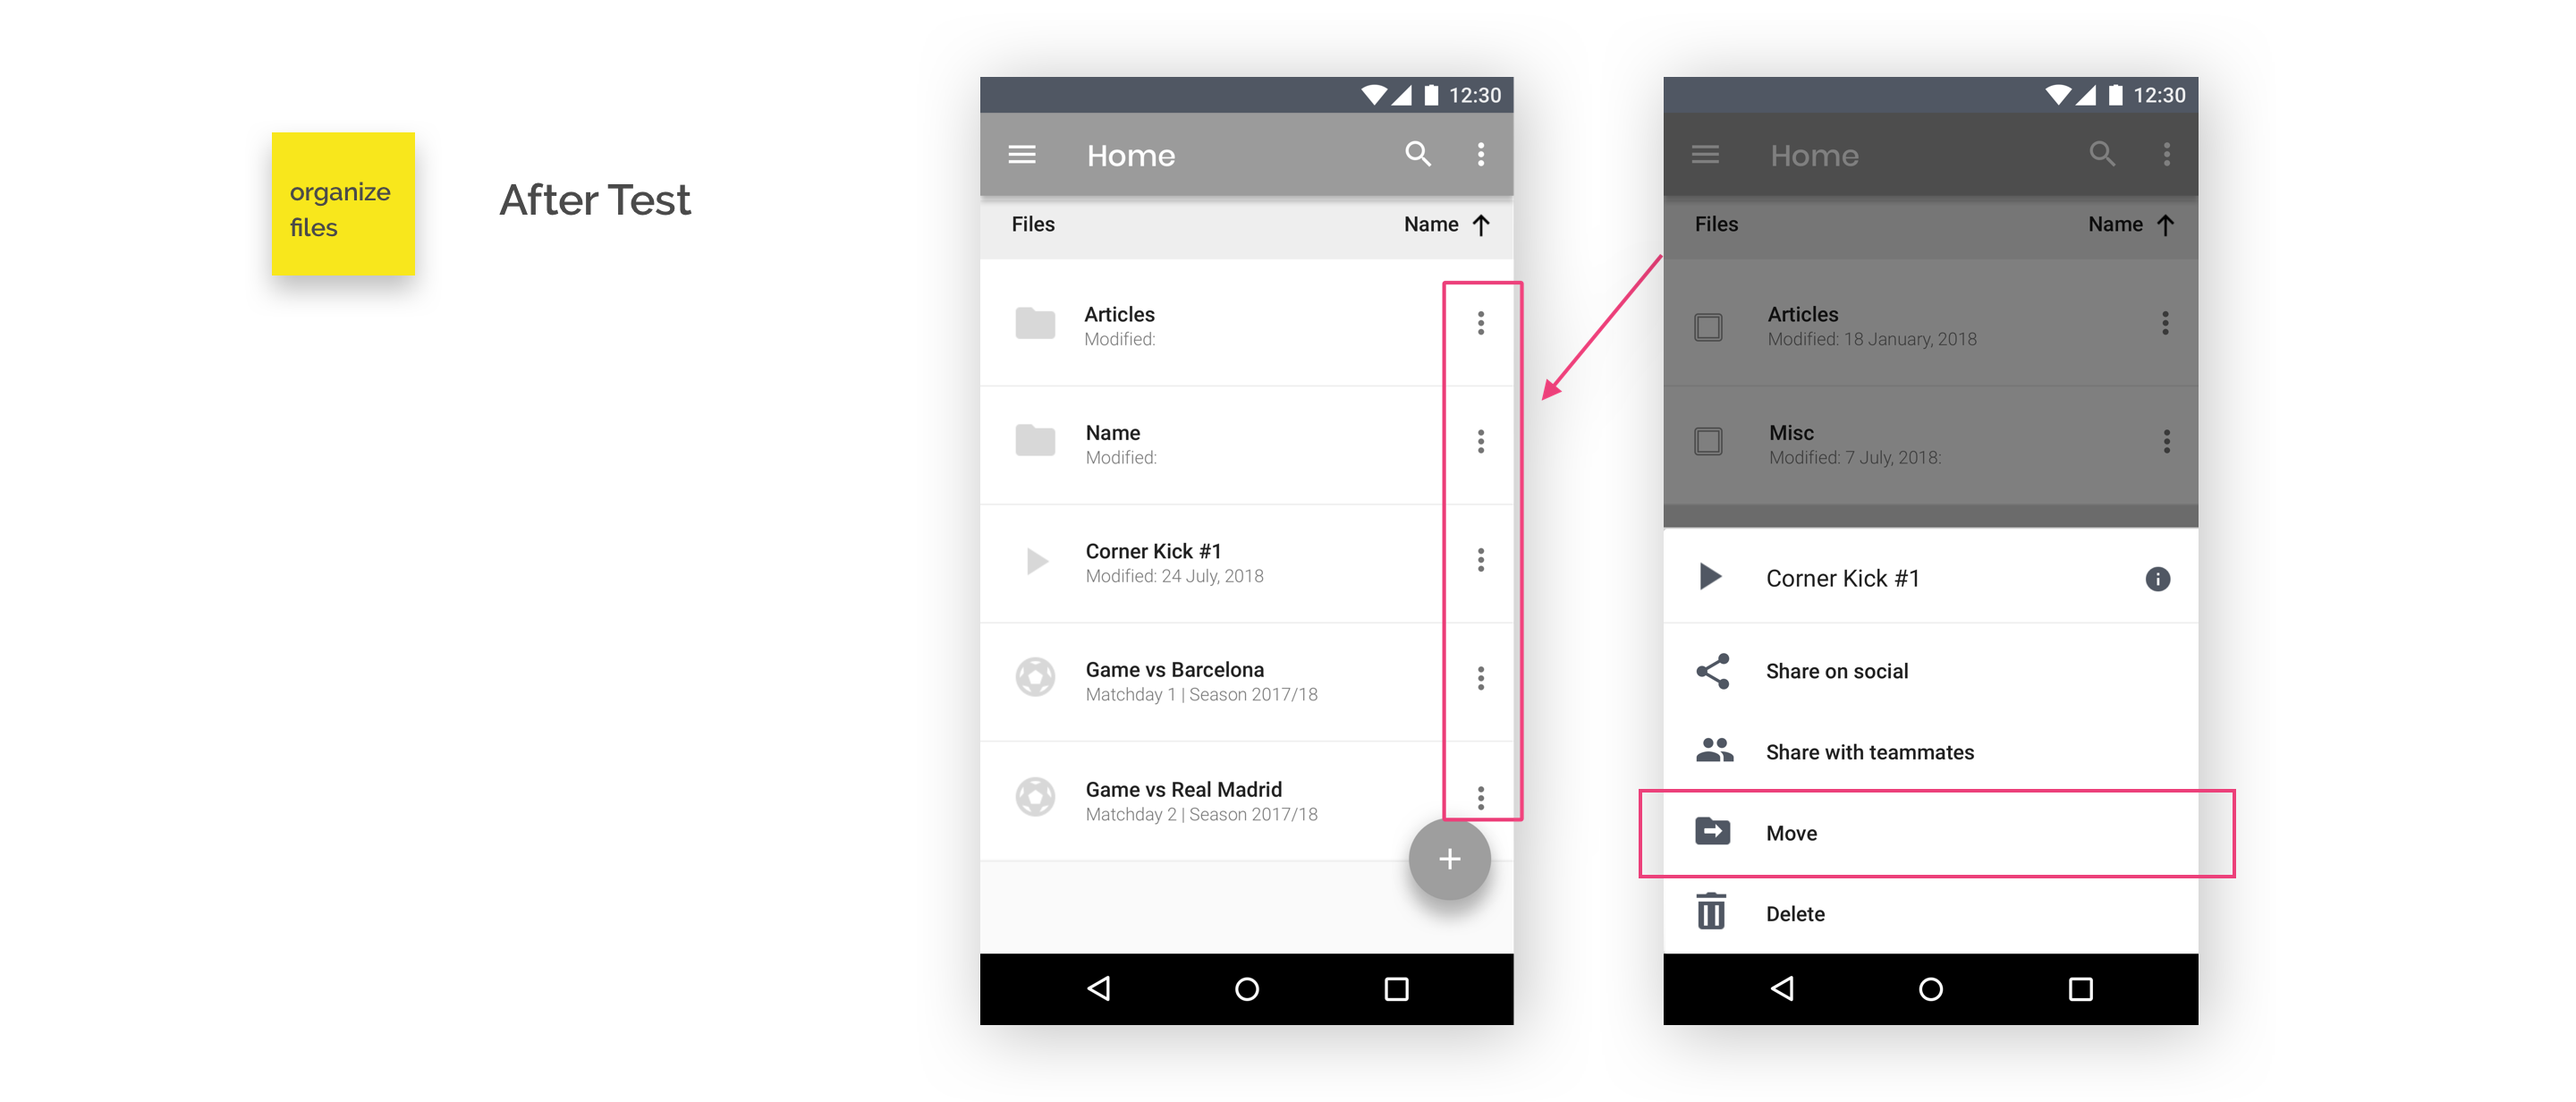 organize
files
After Test
12:30
Home
Files
Name
Articles
Modified:
Name
Modified:
Corner Kick #1
Modified: 24 July, 2018
Game vs Barcelona
Matchday 1 | Season 2017/18
Game vs Real Madrid
Matchday 2 | Season 2017/18
12:30
Home
Files
Name
Articles
Modified: 18 January, 2018
Misc
Modified: 7 July, 2018:
Corner Kick #1
Share on social
Share with teammates
Move
Delete